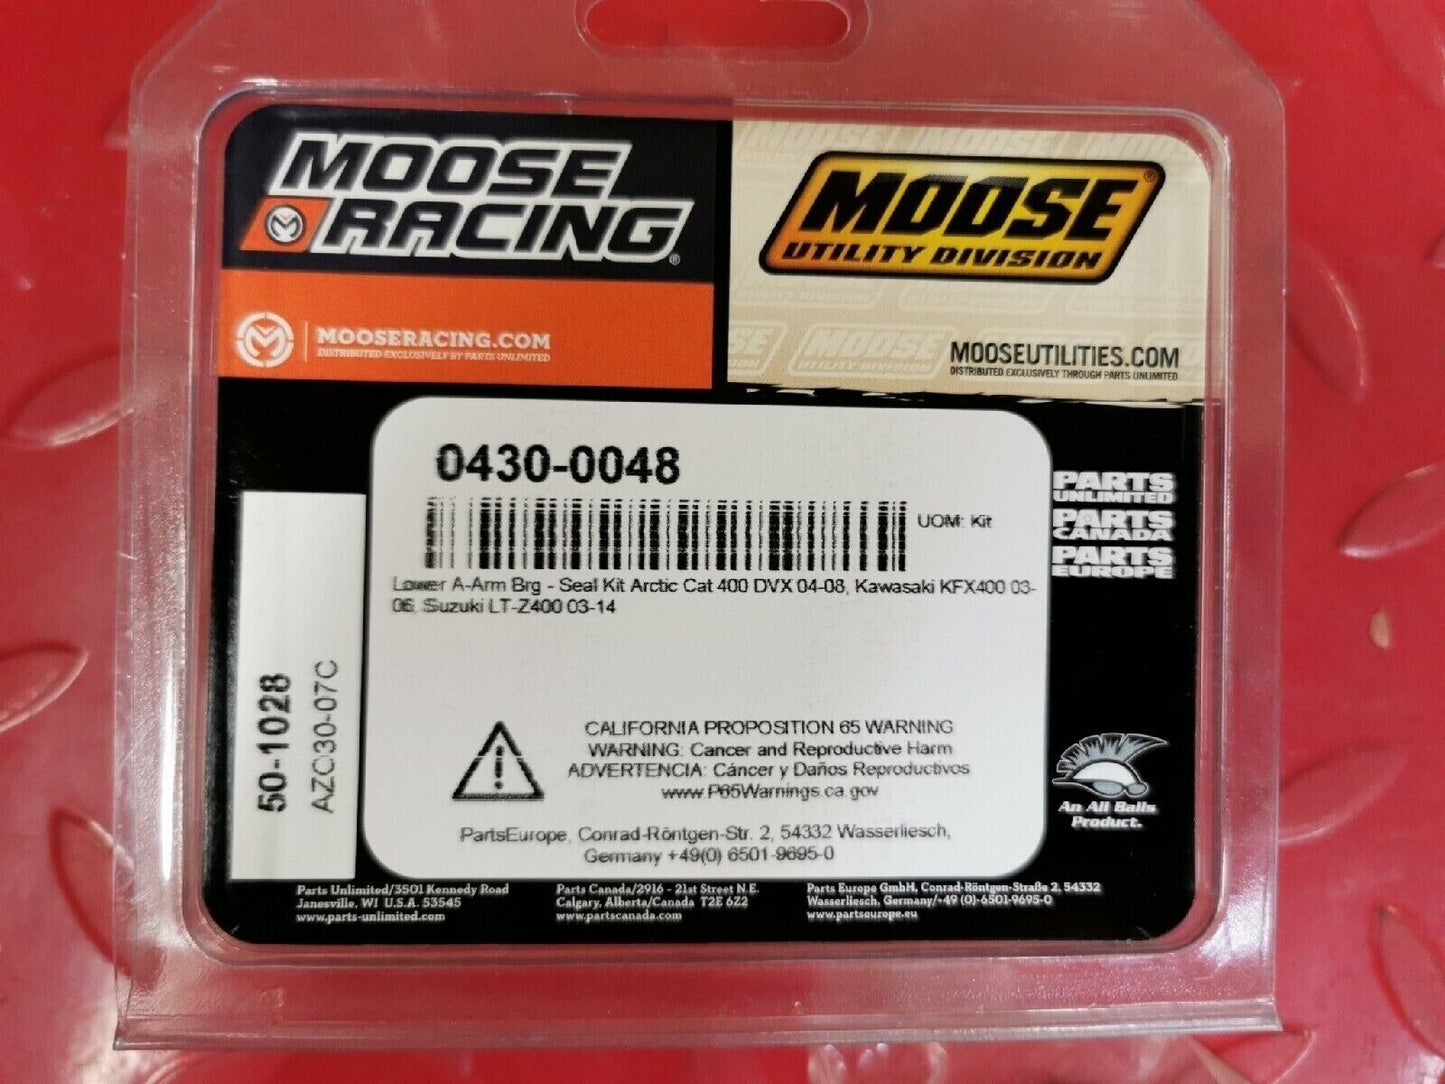 MOOSE
RACING®
MOOSERACING.COM
DISTRIBUTED EXCLUSIVELY BY PARTS UNLIMITED
MOOSE®
UTILITY DIVISION
MOOSEUTILITIES.COM
DISTRIBUTED EXCLUSIVELY THROUGH PARTS UNLIMITED
0430-0048
UOM: Kit
Lower A-Arm Brg - Seal Kit Arctic Cat 400 DVX 04-08, Kawasaki KFX400 03-
06, Suzuki LT-Z400 03-14
PARTS
UNLIMITED
PARTS
CANADA
PARTS
EUROPE
50-1028
AZC30-07C
CALIFORNIA PROPOSITION 65 WARNING
WARNING: Cancer and Reproductive Harm
ADVERTENCIA: Cáncer y Daños Reproductivos
www.P65Warnings.ca.gov
PartsEurope, Conrad-Röntgen-Str. 2, 54332 Wasserliesch,
Germany +49(0) 6501-9695-0
An All Balls
Product.
Parts Unlimited/3501 Kennedy Road
Janesville, WI U.S.A. 53545
www.parts-unlimited.com
Parts Canada/2916 - 21st Street N.E.
Calgary, Alberta/Canada T2E 6Z2
www.partscanada.com
Parts Europe GmbH, Conrad-Röntgen-Straße 2, 54332
Wasserliesch, Germany/+49 (0)-6501-9695-0
www.partseurope.eu